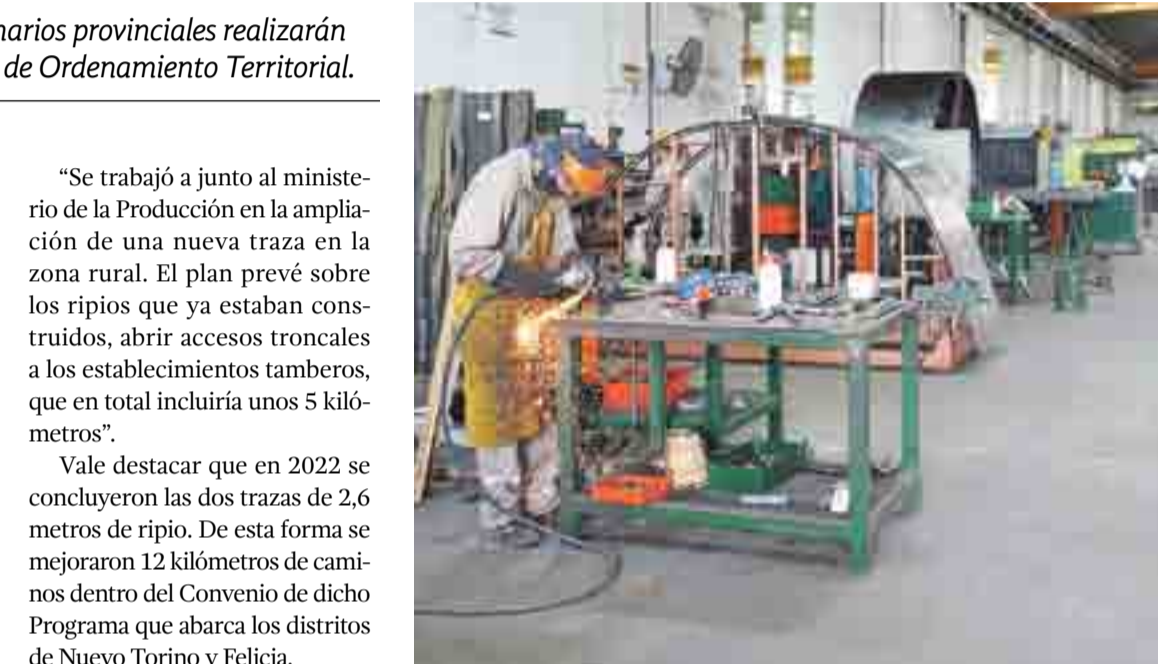 narios provinciales realizarán
de Ordenamiento Territorial.
“Se trabajó a junto al ministe-
rio de la Producción en la amplia-
ción de una nueva traza en la
zona rural. El plan prevé sobre
los ripios que ya estaban cons-
truidos, abrir accesos troncales
a los establecimientos tamberos,
que en total incluiría unos 5 kiló-
metros”.
Vale destacar que en 2022 se
concluyeron las dos trazas de 2,6
metros de ripio. De esta forma se
mejoraron 12 kilómetros de cami-
nos dentro del Convenio de dicho
Programa que abarca los distritos
de Nuevo Torino y Felicia.